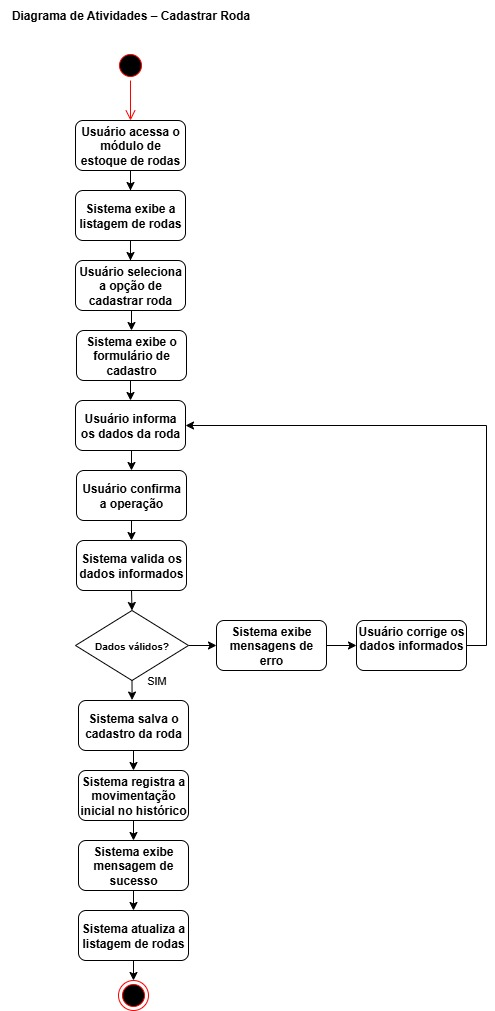 Diagrama de Atividades – Cadastrar Roda
Usuário acessa o
módulo de
estoque de rodas
Sistema exibe a
listagem de rodas
Usuário seleciona
a opção de
cadastrar roda
Sistema exibe o
formulário de
cadastro
Usuário informa
os dados da roda
Usuário confirma
a operação
Sistema valida os
dados informados
Dados válidos?
Sistema exibe
mensagens de
erro
Usuário corrige os
dados informados
SIM
Sistema salva o
cadastro da roda
Sistema registra a
movimentação
inicial no histórico
Sistema exibe
mensagem de
sucesso
Sistema atualiza a
listagem de rodas